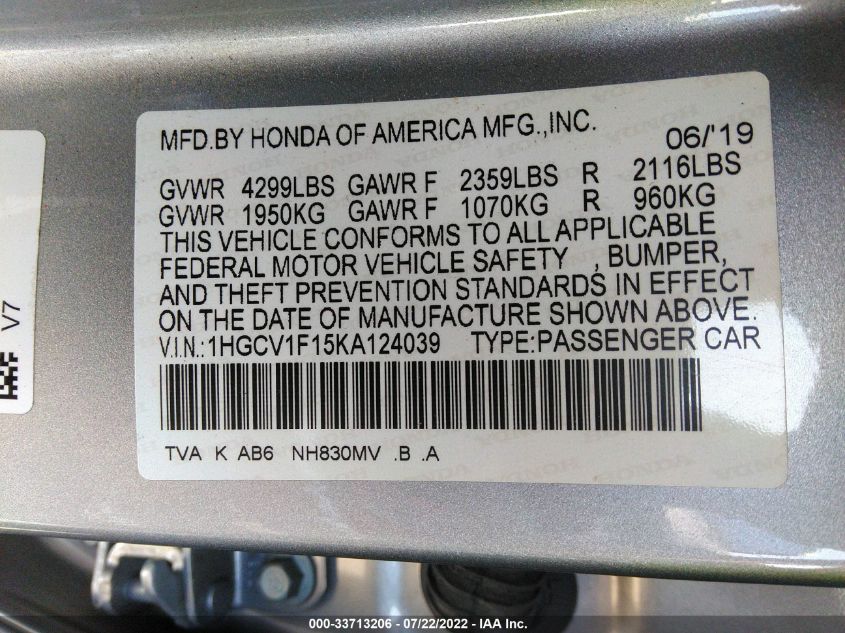 MFD.BY HONDA OF AMERICA MFG.,INC. 06/'19
GVWR 4299LBS GAWR F 2359LBS R 2116LBS
GVWR 1950KG GAWR F 1070KG R 960KG
THIS VEHICLE CONFORMS TO ALL APPLICABLE
FEDERAL MOTOR VEHICLE SAFETY , BUMPER,
AND THEFT PREVENTION STANDARDS IN EFFECT
ON THE DATE OF MANUFACTURE SHOWN ABOVE.
V.I.N.:1HGCV1F15KA124039 TYPE:PASSENGER CAR
TVA K AB6 NH830MV .B .A
V7
000-33713206 - 07/22/2022 - IAA Inc.